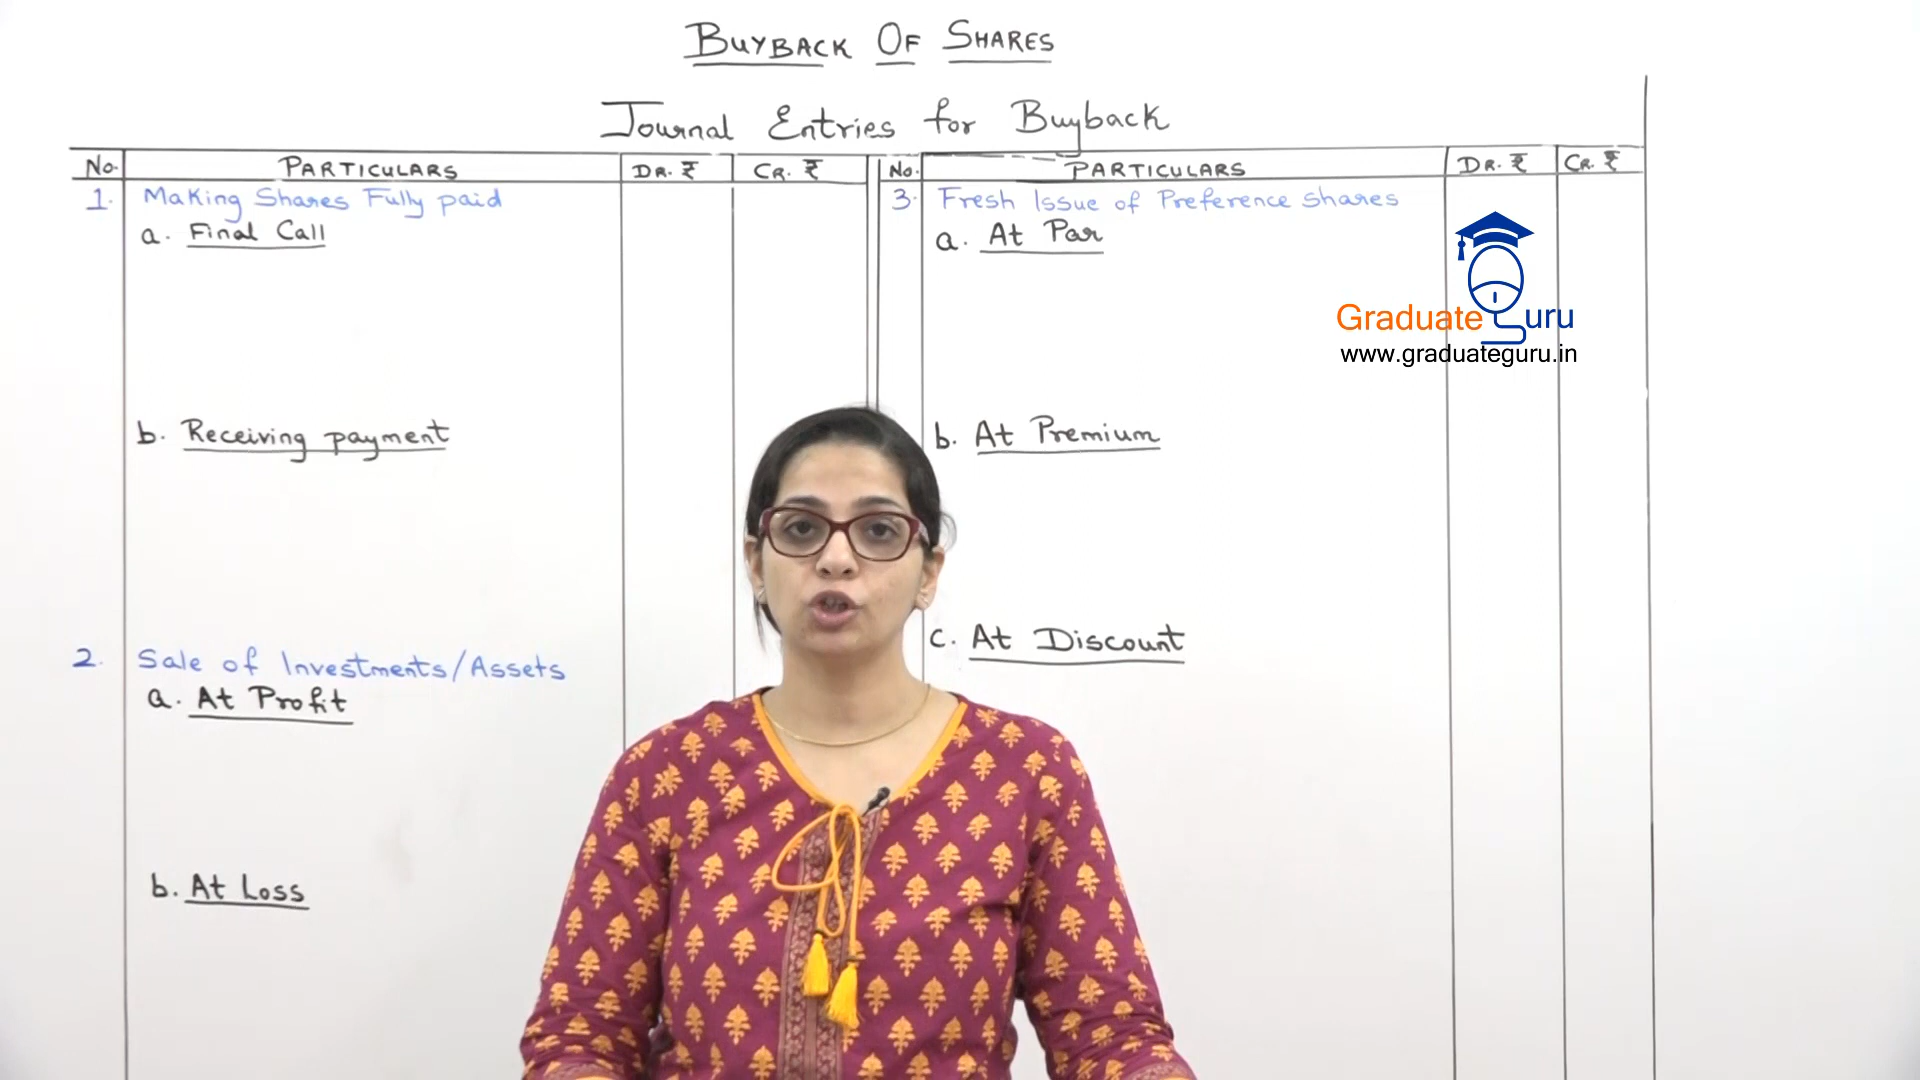 BUYBACK OF SHARES
Journal Entries for Buyback
No. PARTICULARS DR. ₹ CR. ₹
1. Making Shares Fully paid
a. Final Call
b. Receiving payment
2. Sale of Investments/Assets
a. At Profit
b. At Loss
No. PARTICULARS DR. ₹ CR. ₹
3. Fresh Issue of Preference shares
a. At Par
b. At Premium
c. At Discount
Graduate Guru
www.graduateguru.in